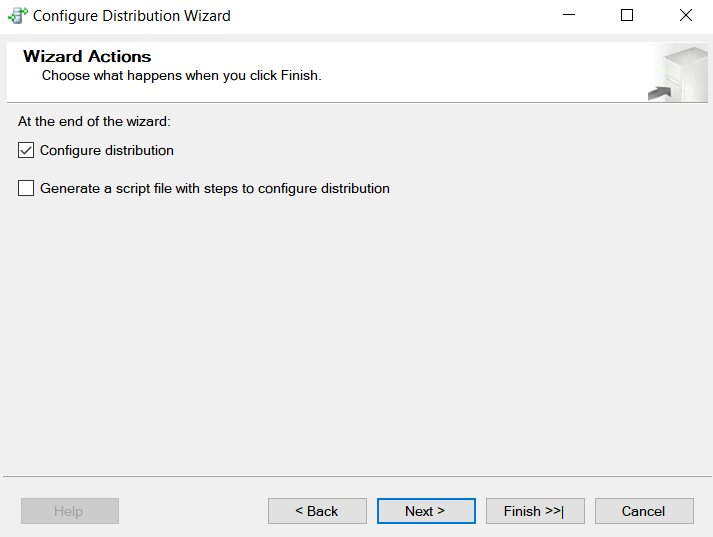 Configure Distribution Wizard
Wizard Actions
Choose what happens when you click Finish.
At the end of the wizard:
Configure distribution
Generate a script file with steps to configure distribution
Help
< Back
Next >
Finish >>|
Cancel